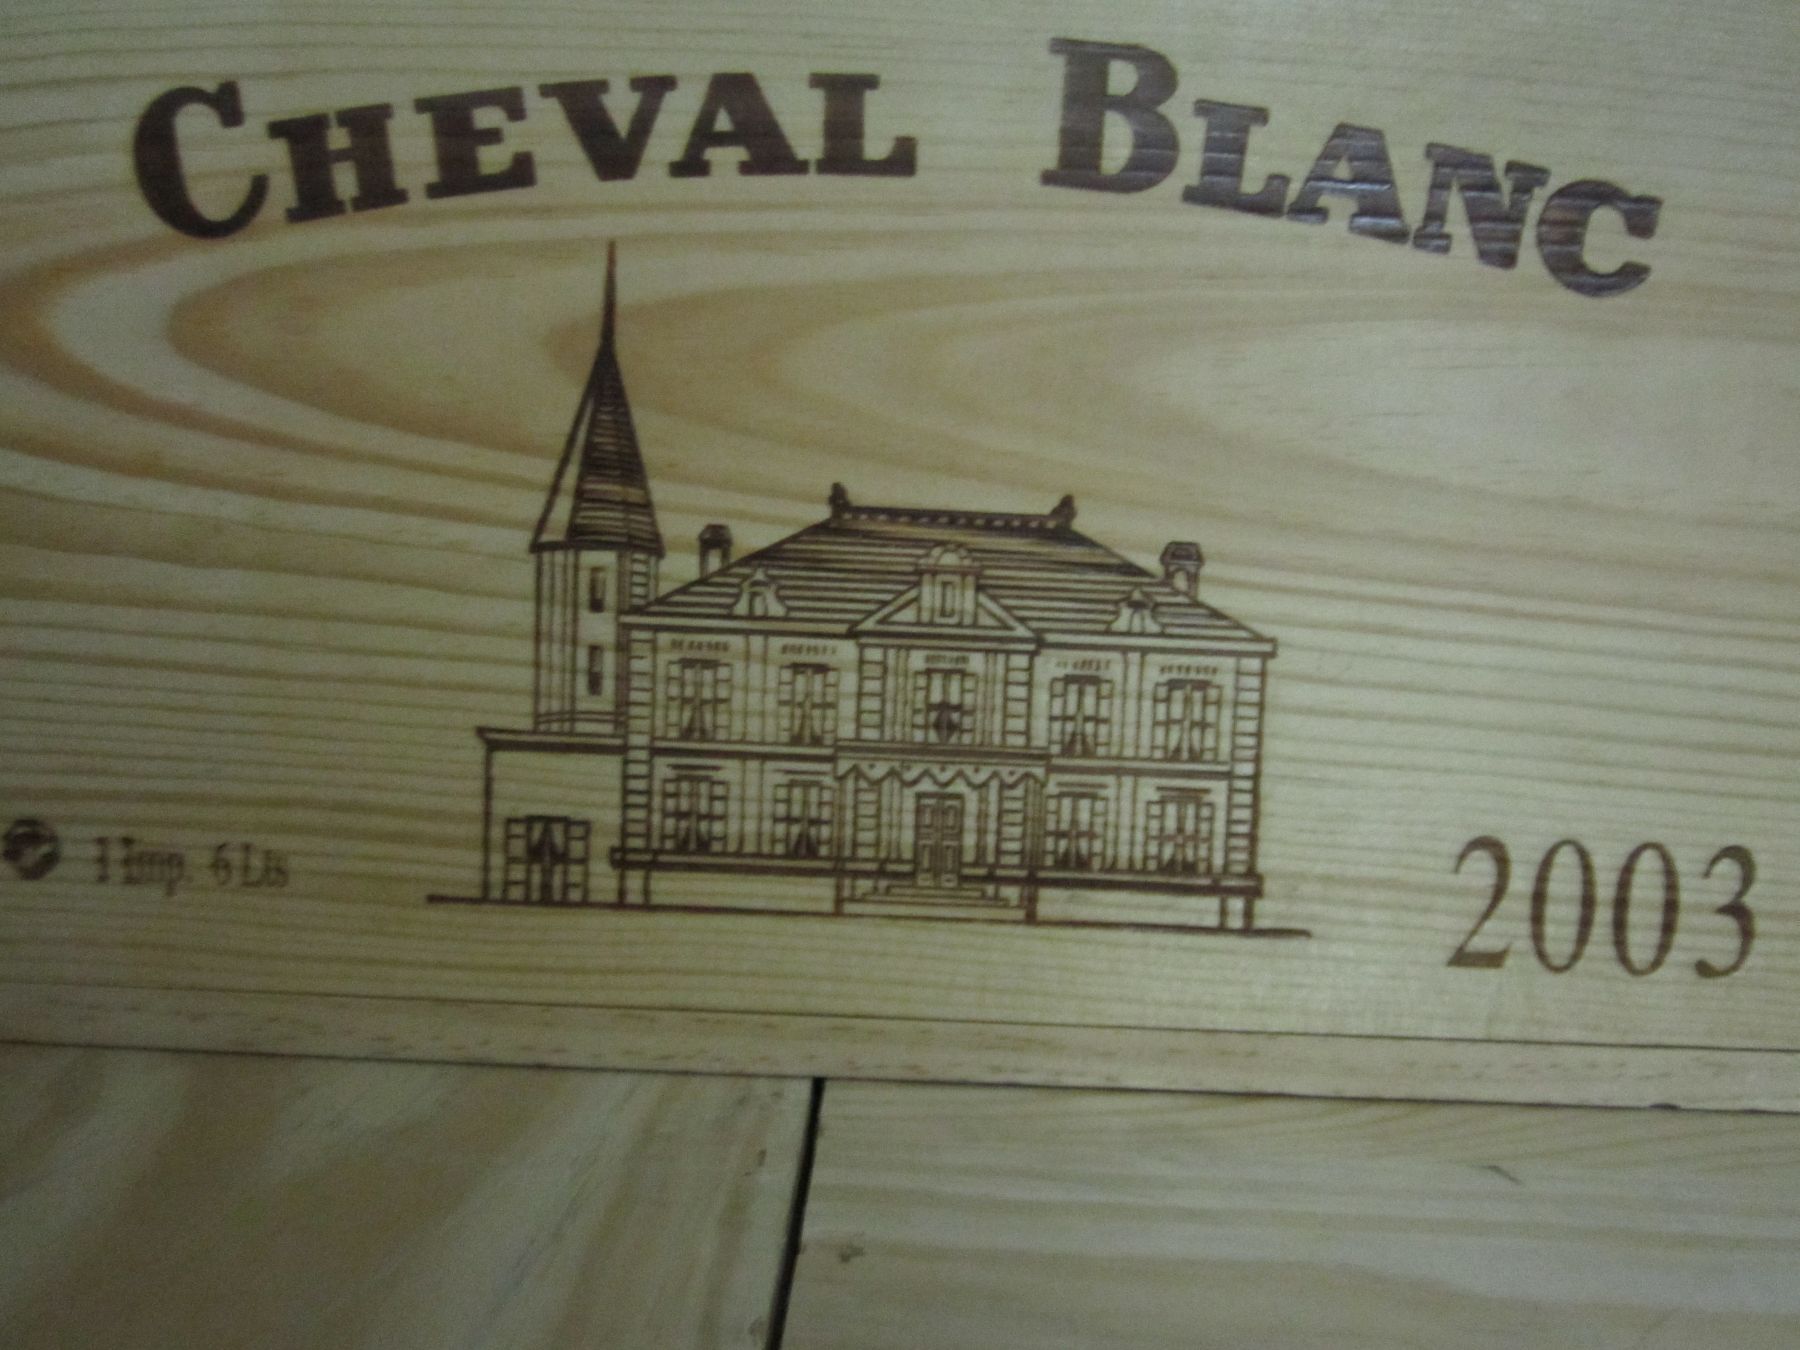 CHEVAL BLANC
1 Imp. 6 Lts
2003